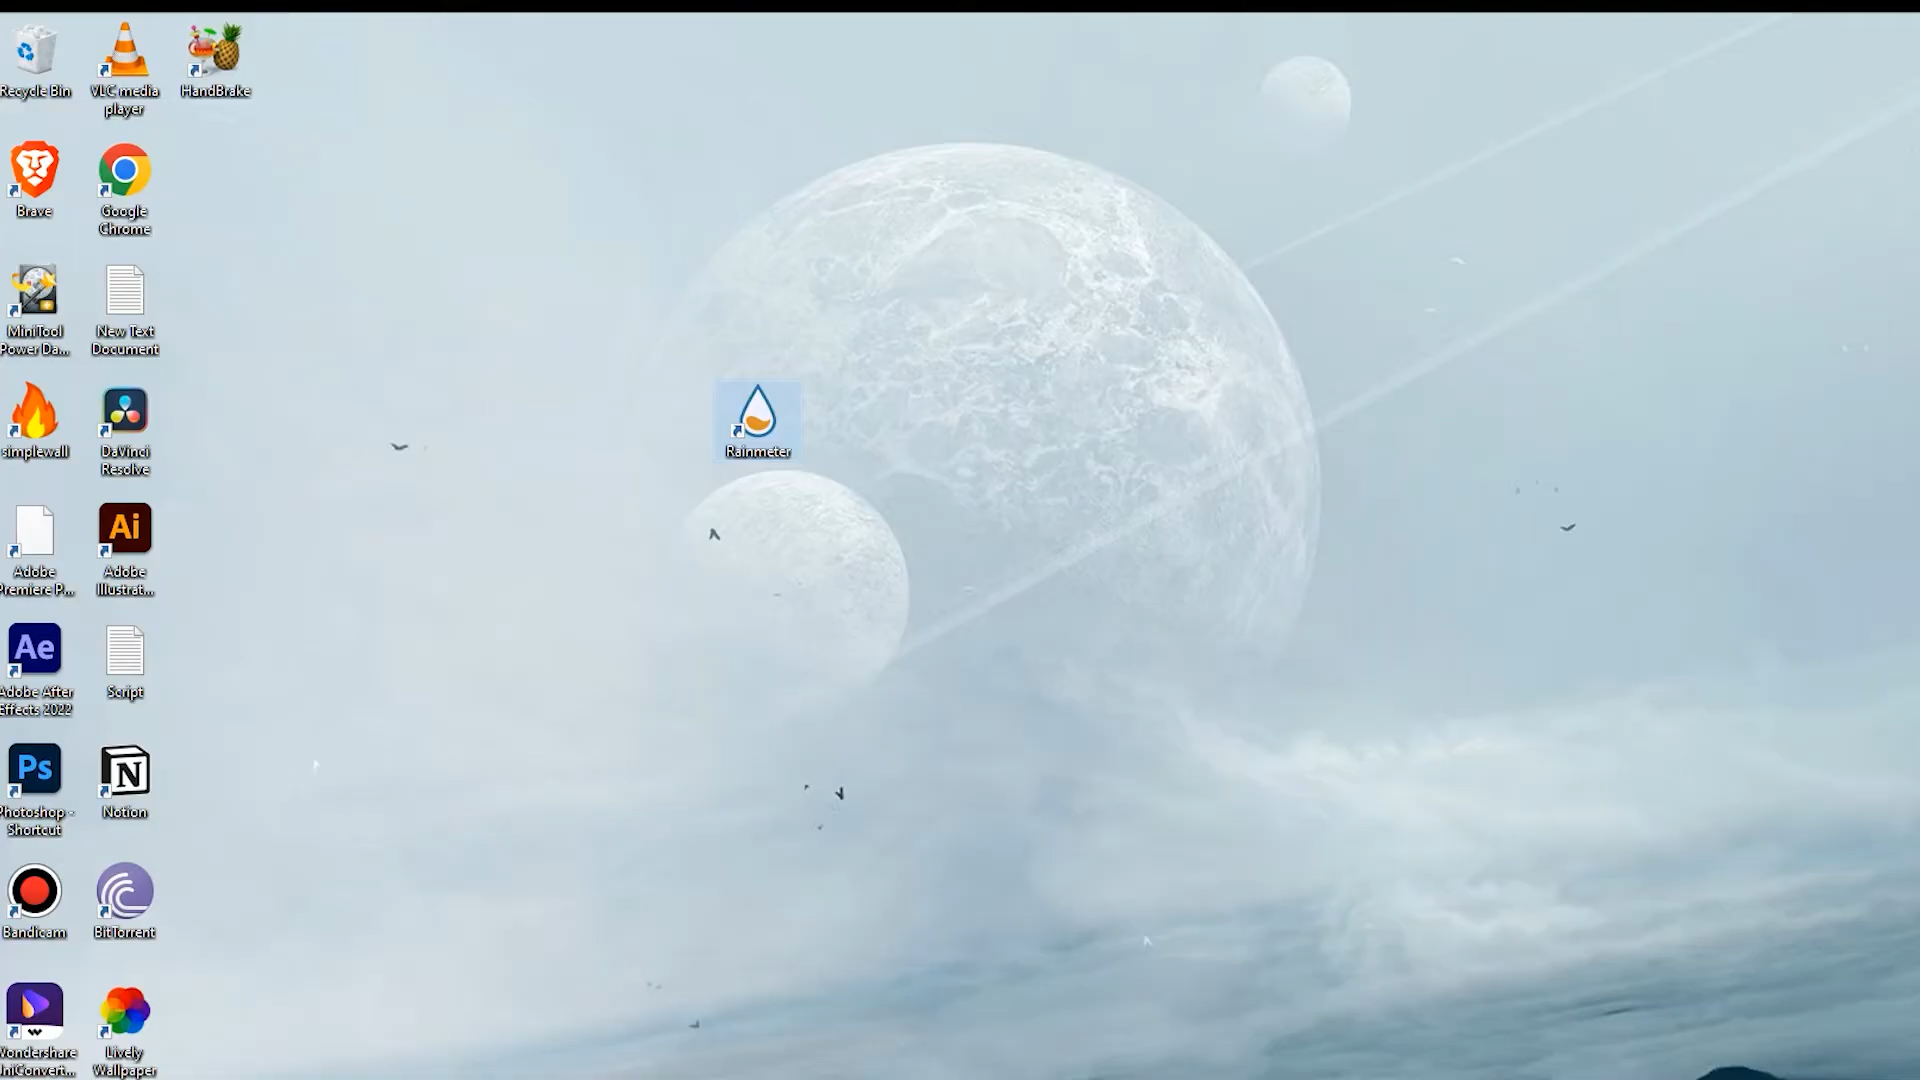 Recycle Bin
VLC media
player
HandBrake
Brave
Google
Chrome
MiniTool
Power Da...
New Text
Document
simplewall
DaVinci
Resolve
Rainmeter
Adobe
Premiere P...
Ai
Adobe
Illustrat...
Ae
Adobe After
Effects 2022
Script
Ps
Photoshop -
Shortcut
N
Notion
Bandicam
BitTorrent
Wondershare
UniConvert...
Lively
Wallpaper